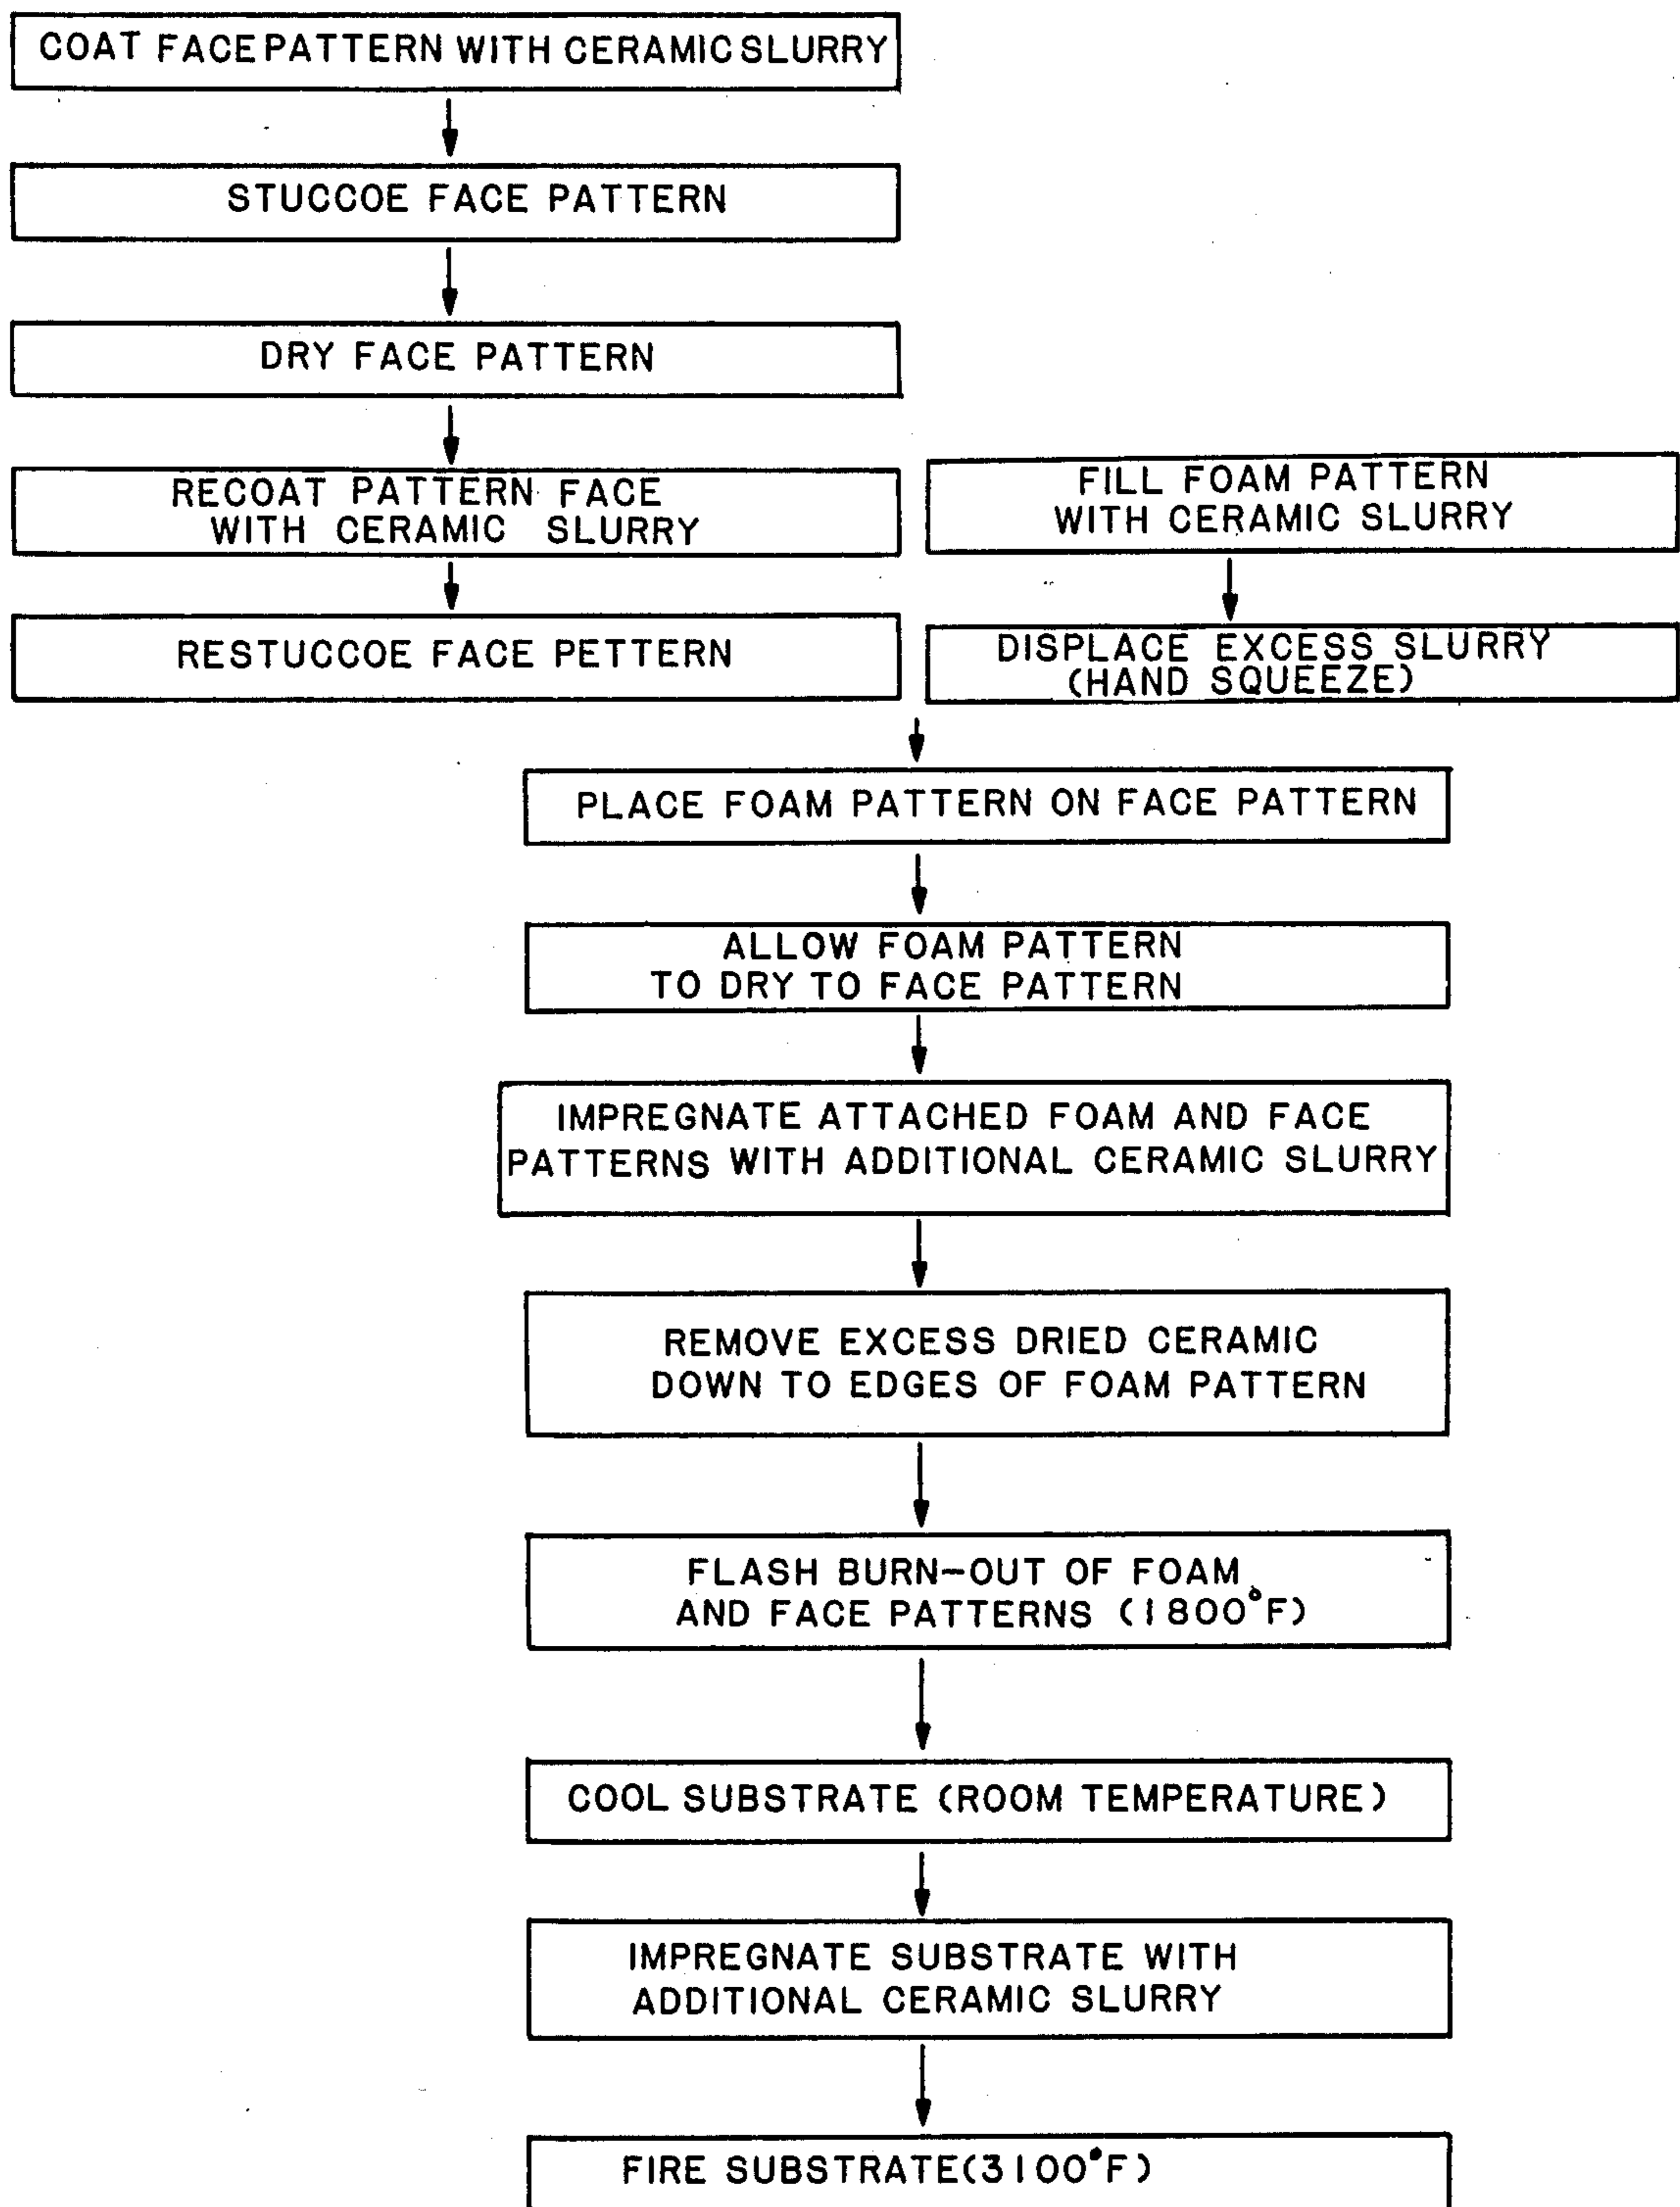 COAT FACE PATTERN WITH CERAMIC SLURRY
STUCCOE FACE PATTERN
DRY FACE PATTERN
RECOAT PATTERN FACE
WITH CERAMIC SLURRY
RESTUCCOE FACE PETTERN
FILL FOAM PATTERN
WITH CERAMIC SLURRY
DISPLACE EXCESS SLURRY
(HAND SQUEEZE)
PLACE FOAM PATTERN ON FACE PATTERN
ALLOW FOAM PATTERN
TO DRY TO FACE PATTERN
IMPREGNATE ATTACHED FOAM AND FACE
PATTERNS WITH ADDITIONAL CERAMIC SLURRY
REMOVE EXCESS DRIED CERAMIC
DOWN TO EDGES OF FOAM PATTERN
FLASH BURN-OUT OF FOAM
AND FACE PATTERNS (1800°F)
COOL SUBSTRATE (ROOM TEMPERATURE)
IMPREGNATE SUBSTRATE WITH
ADDITIONAL CERAMIC SLURRY
FIRE SUBSTRATE(3100°F)